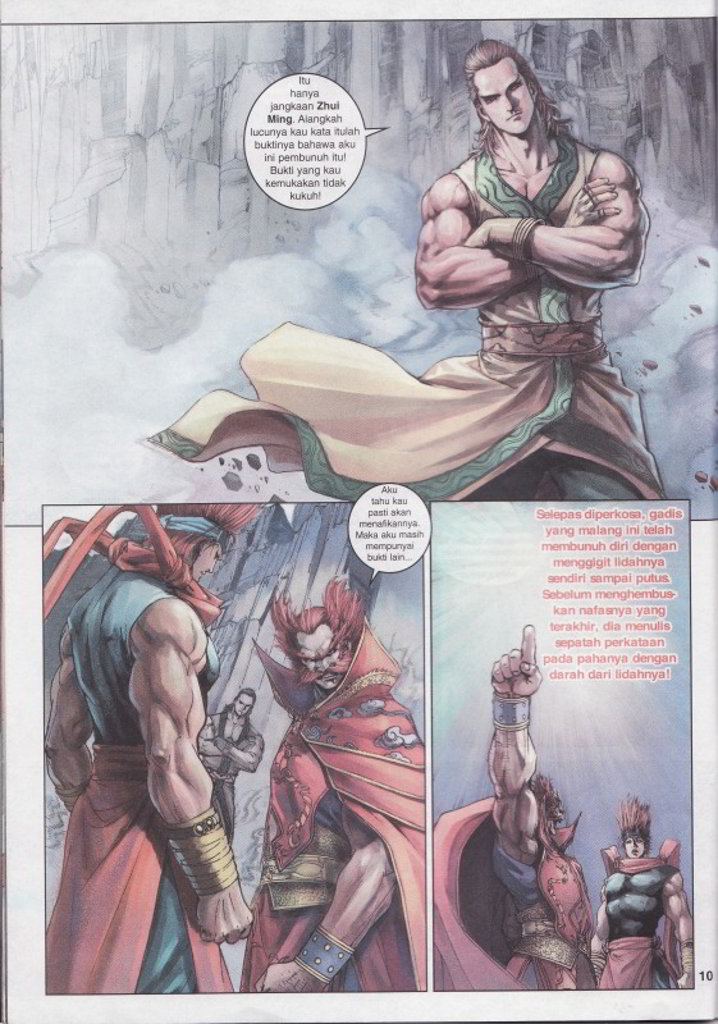 Itu
hanya
jangkaan Zhui
Ming. Aiangkah
lucunya kau kata itulah
buktinya bahawa aku
ini pembunuh itu!
Bukti yang kau
kemukakan tidak
kukuh!
Aku
tahu kau
pasti akan
menafikannya.
Maka aku masih
mempunyai
bukti lain...
Selepas diperkosa, gadis
yang malang ini telah
membunuh diri dengan
menggigit lidahnya
sendiri sampai putus.
Sebelum menghembus-
kan nafasnya yang
terakhir, dia menulis
sepatah perkataan
pada pahanya dengan
darah dari lidahnya!
10